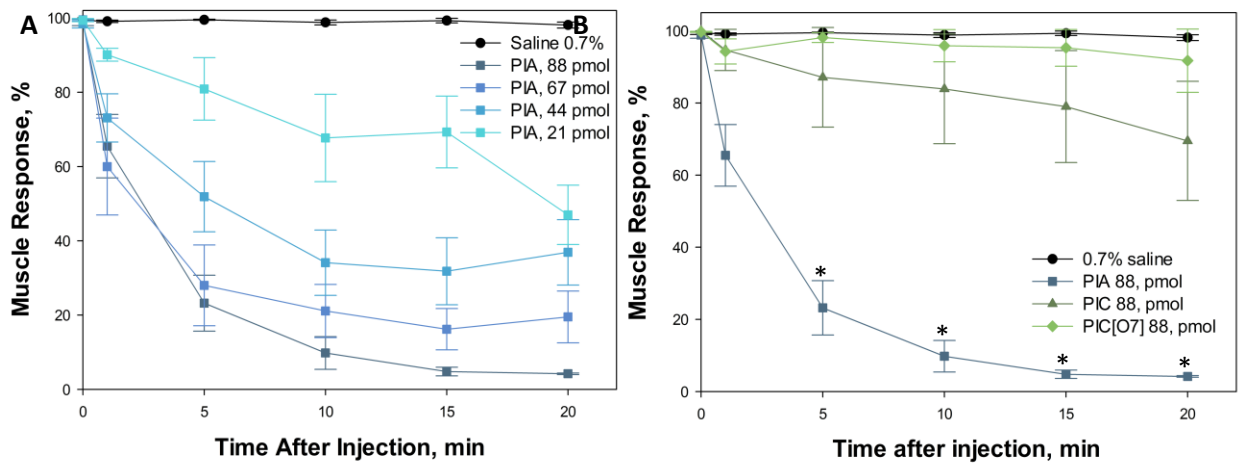 A
Saline 0.7%
PIA, 88 pmol
PIA, 67 pmol
PIA, 44 pmol
PIA, 21 pmol
Muscle Response, %
100
80
60
40
20
0
0 5 10 15 20
Time After Injection, min
B
0.7% saline
PIA 88, pmol
PIC 88, pmol
PIC[O7] 88, pmol
* * * *
Muscle Response, %
100
80
60
40
20
0
0 5 10 15 20
Time after injection, min